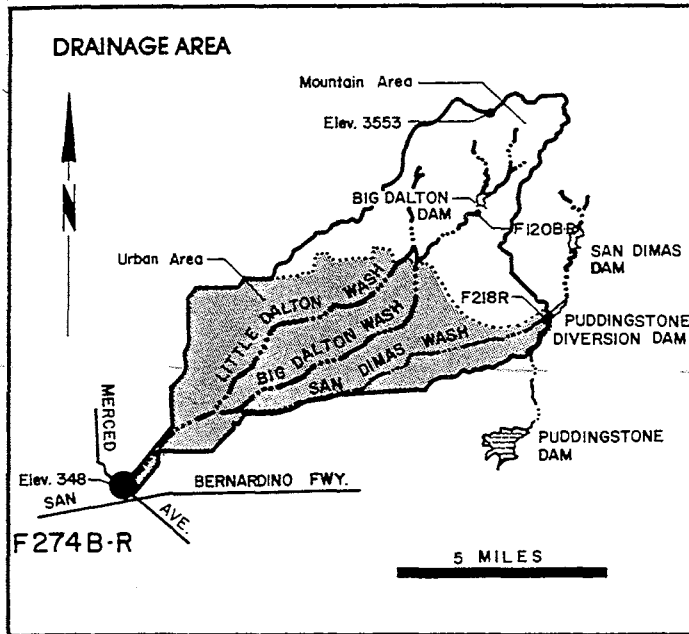 DRAINAGE AREA
Mountain Area
Elev. 3553
N
BIG DALTON
DAM
F120B-R
SAN DIMAS
DAM
Urban Area
F218R
LITTLE DALTON WASH
PUDDINGSTONE
DIVERSION DAM
BIG DALTON WASH
SAN DIMAS WASH
MERCED
PUDDINGSTONE
DAM
Elev. 348
SAN BERNARDINO FWY.
AVE.
F274B-R
5 MILES